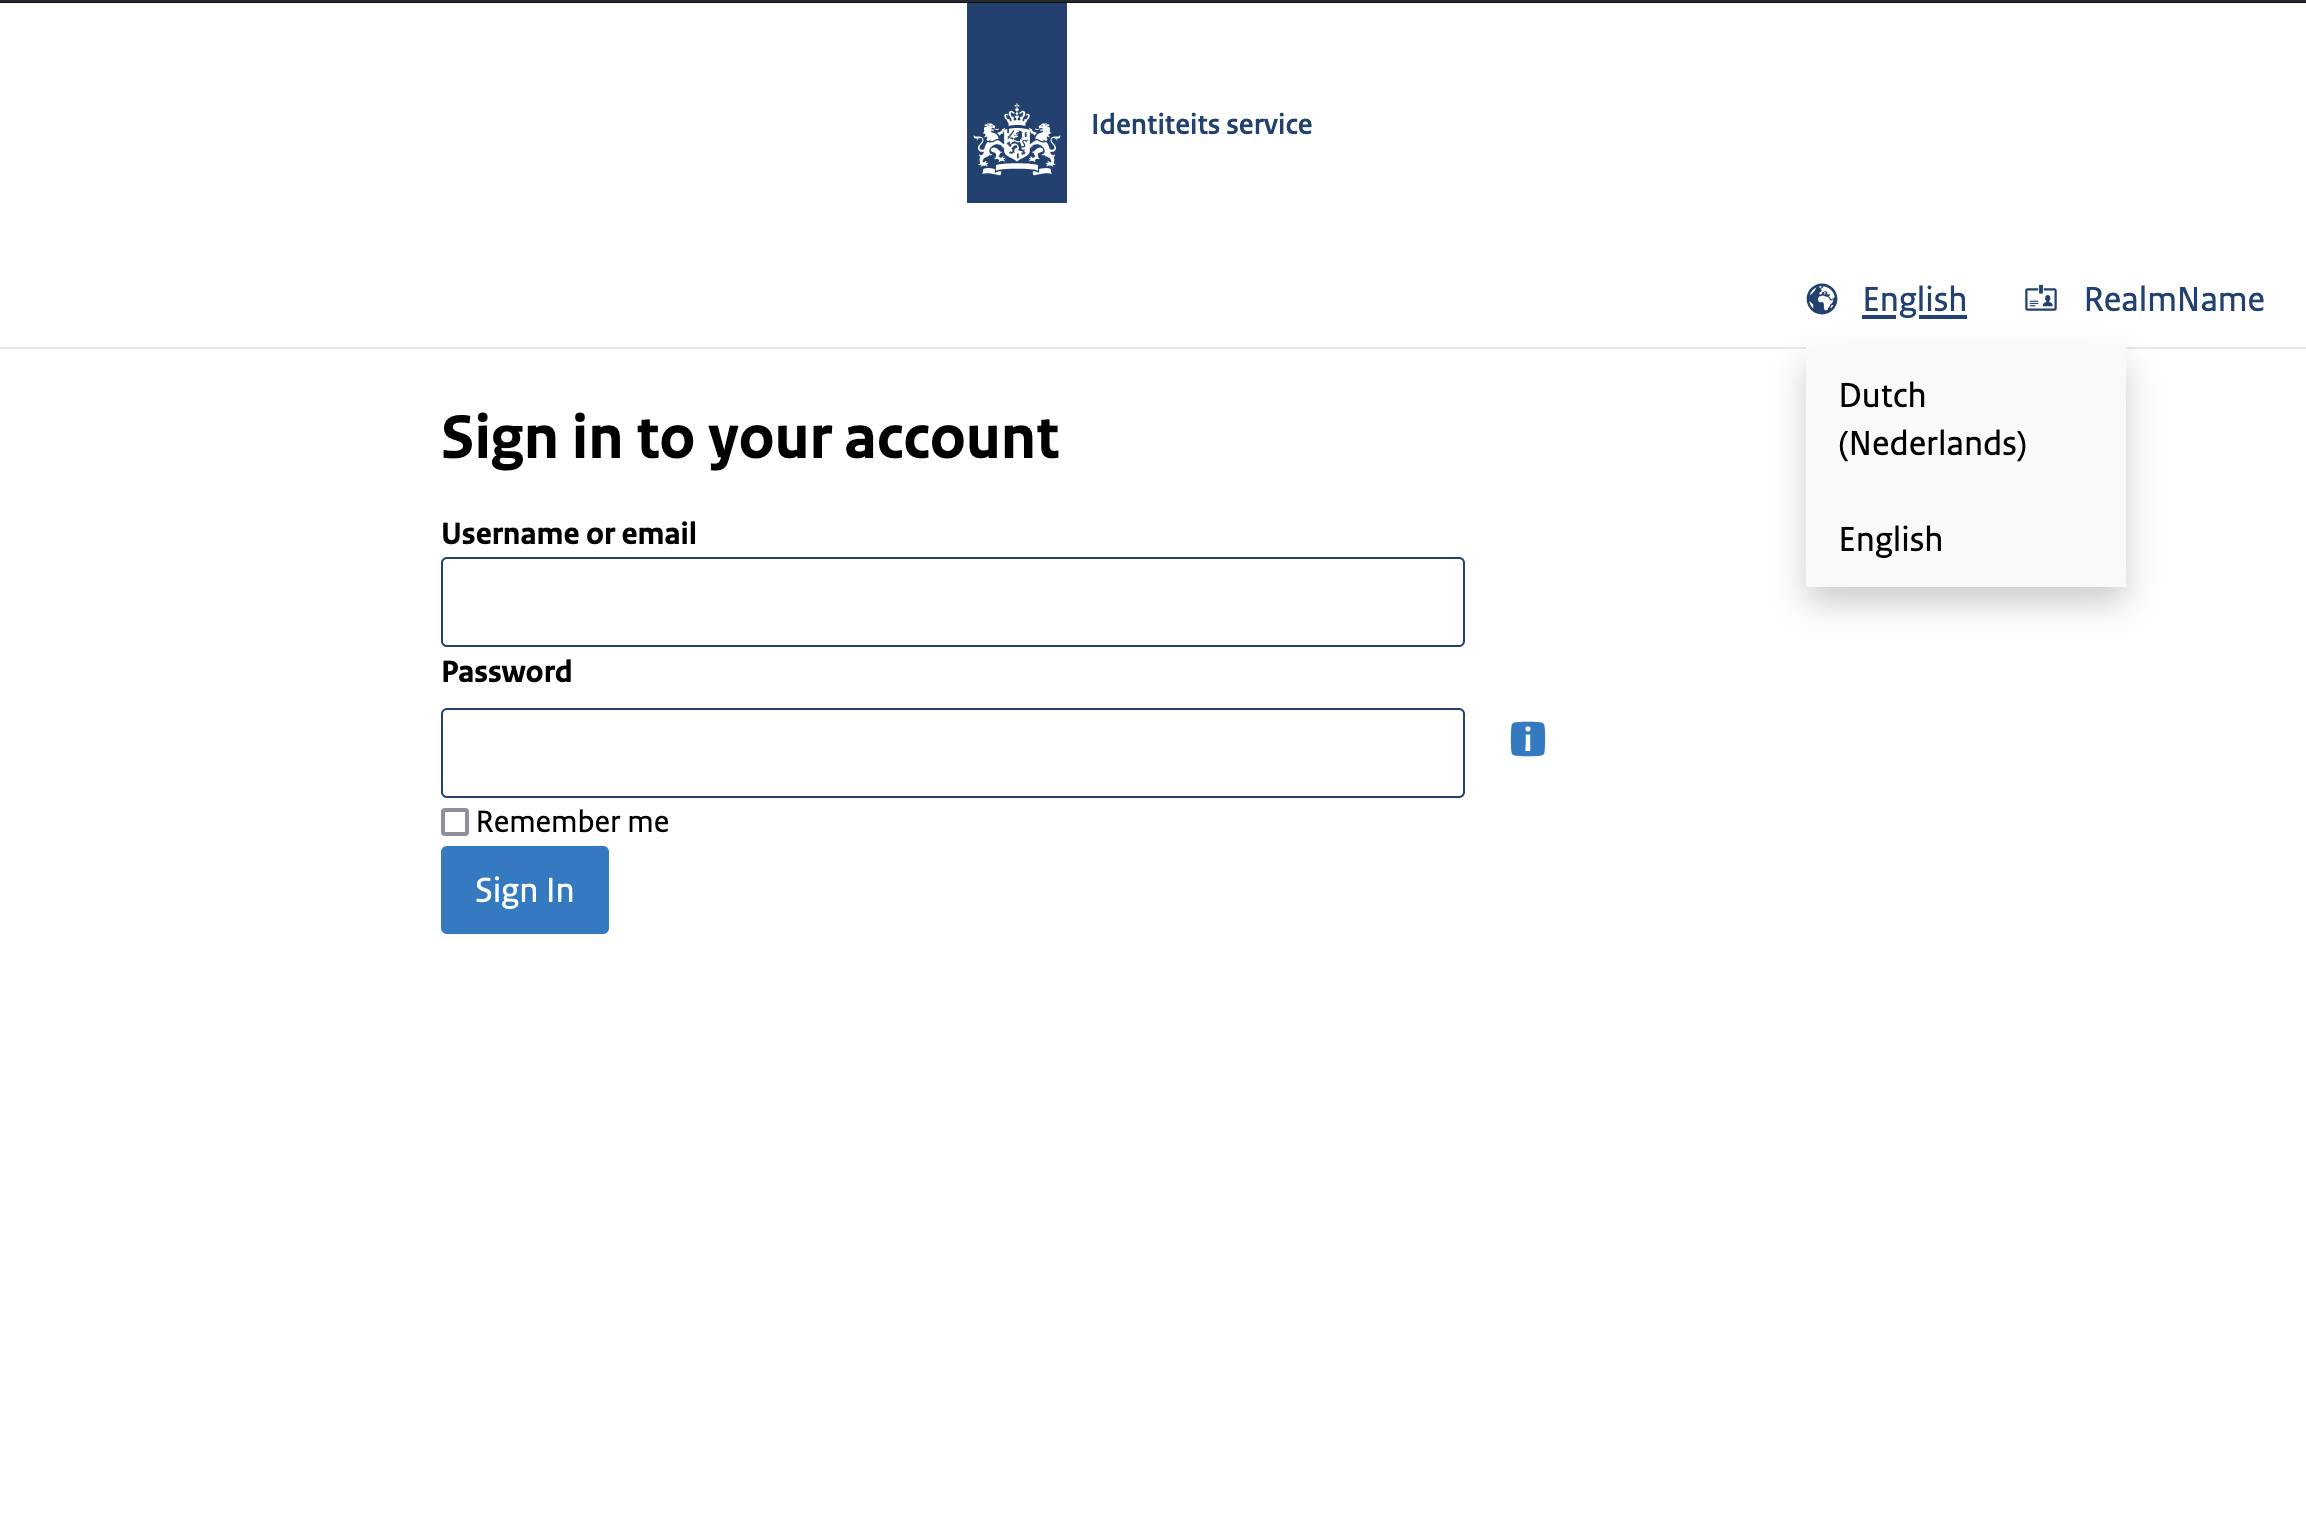 Identiteits service
English RealmName
Dutch
(Nederlands)
English
Sign in to your account
Username or email
Password
i
Remember me
Sign In